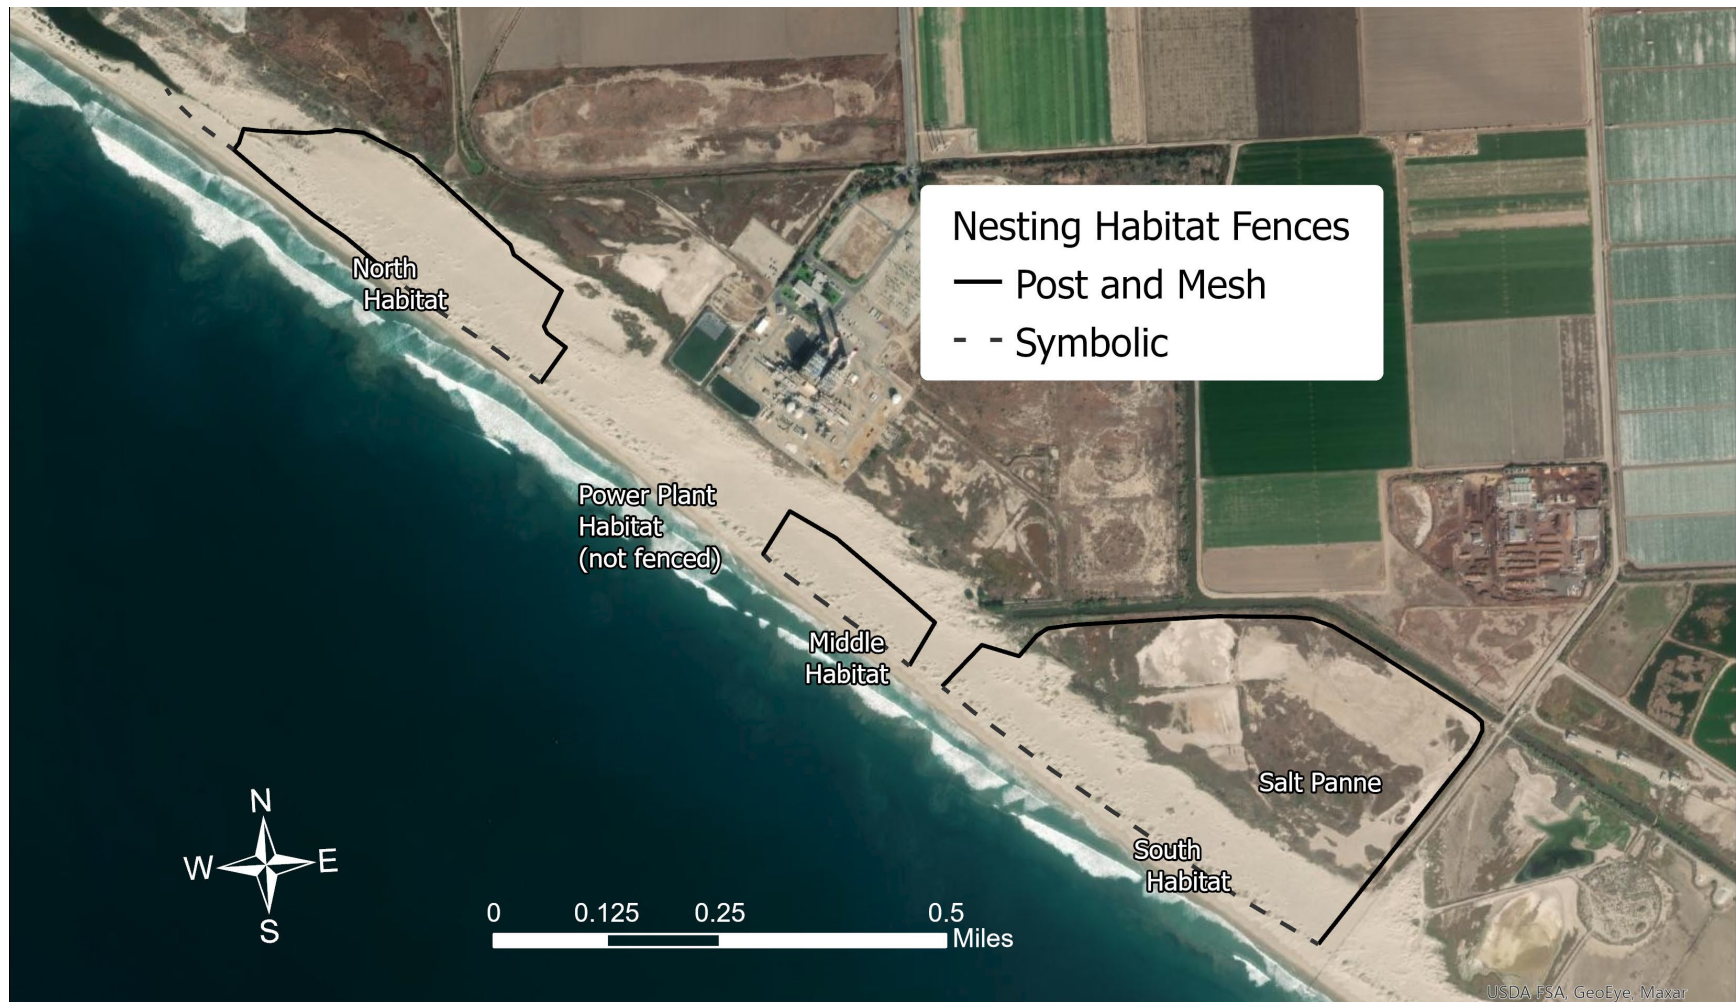 Nesting Habitat Fences
Post and Mesh
Symbolic
North
Habitat
Power Plant
Habitat
(not fenced)
Middle
Habitat
Salt Panne
South
Habitat
N
W E
S
0 0.125 0.25 0.5
Miles
USDA FSA, GeoEye, Maxar